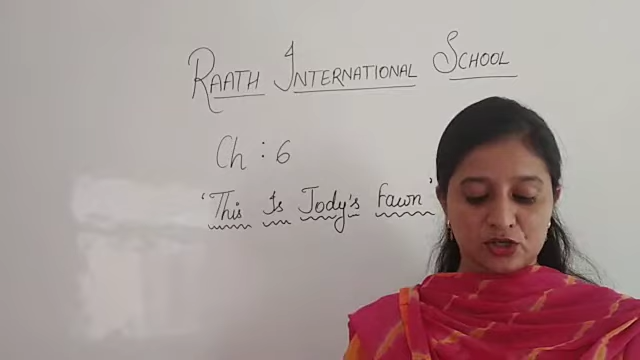 RAATH INTERNATIONAL SCHOOL
Ch : 6
'This Is Jody's Fawn'